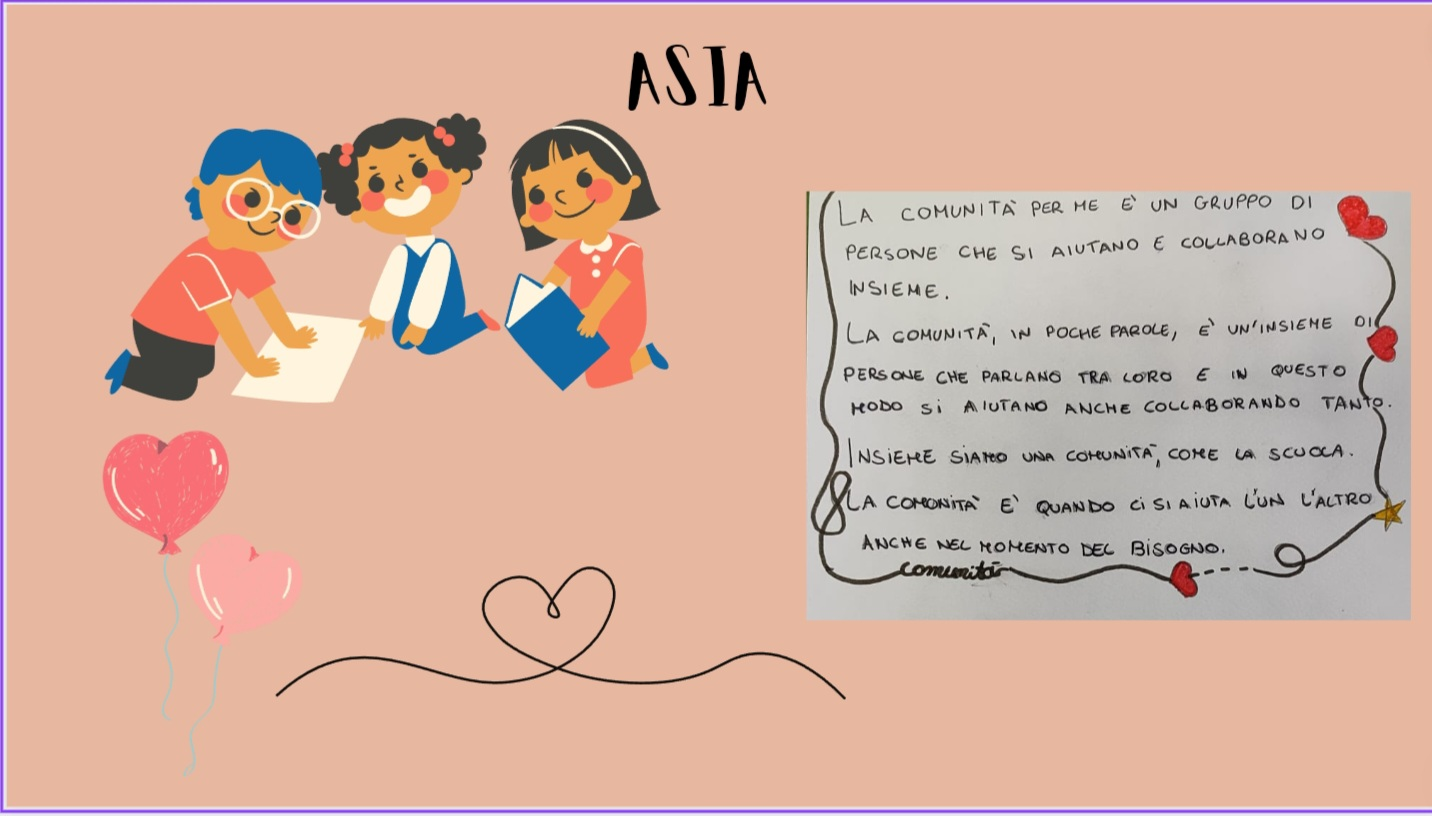 ASIA
LA COMUNITÀ PER ME E' UN GRUPPO DI
PERSONE CHE SI AIUTANO E COLLABORANO
INSIEME.
LA COMUNITÀ, IN POCHE PAROLE, E' UN'INSIEME DI
PERSONE CHE PARLANO TRA LORO E IN QUESTO
MODO Si AIUTANO ANCHE COLLABORANDO TANTO.
INSIEME SIAMO UNA COMUNITÀ, COME LA SCUOLA.
LA COMONITÀ E' QUANDO Ci SI AiUTA L'UN L'ALTRO
ANCHE NEL MOMENTO DEL BISOGNO.
comunità